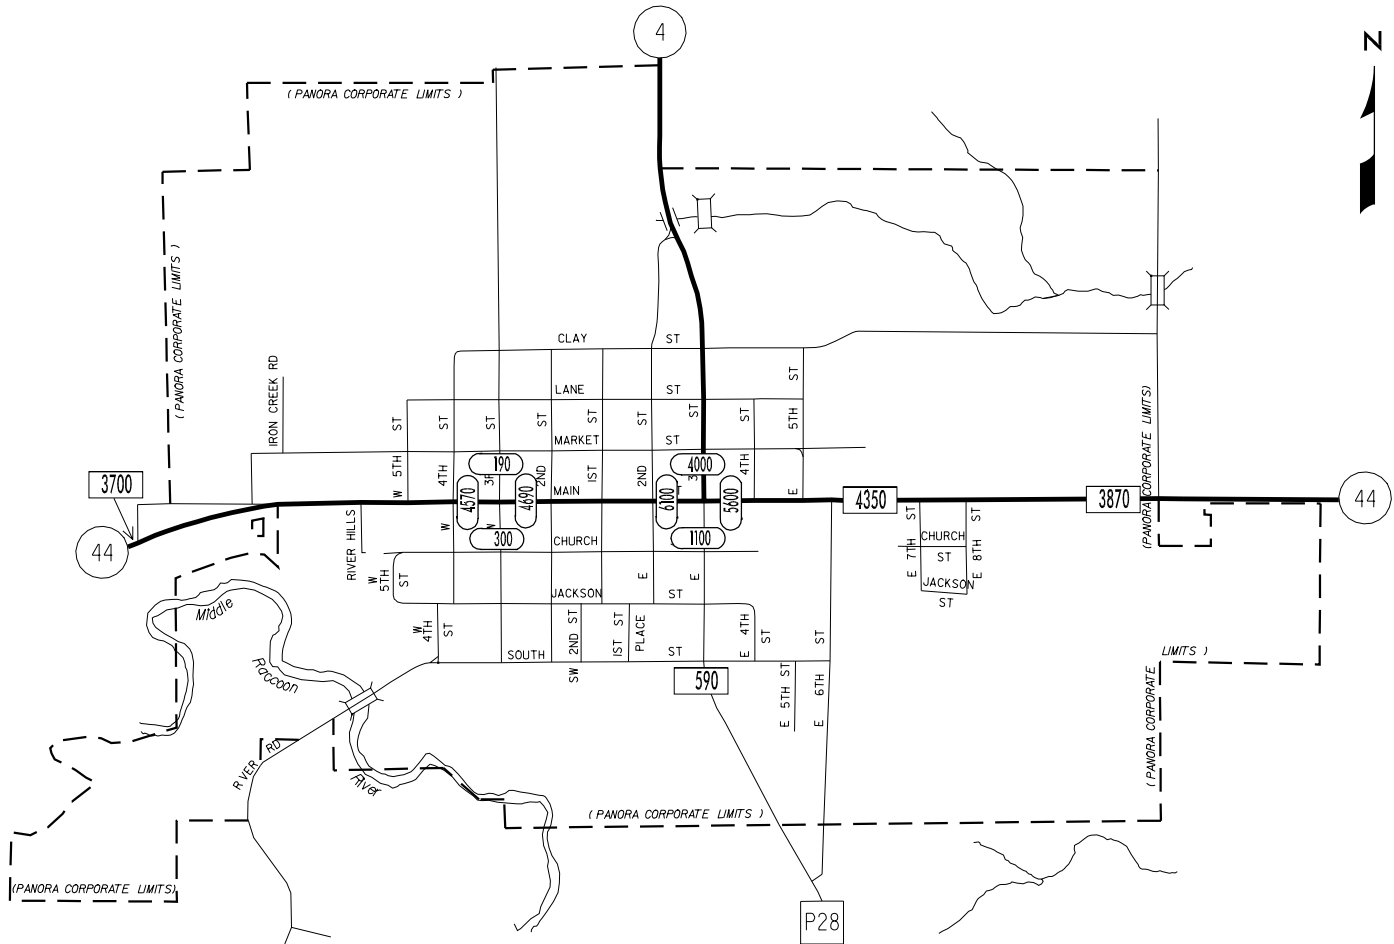 4
N
( PANORA CORPORATE LIMITS )
( PANORA CORPORATE LIMITS )
CLAY ST
IRON CREEK RD
LANE ST
ST
ST
ST
ST
ST
ST
ST
ST
ST
5TH
MARKET ST
W 5TH
4TH
2ND
1ST
2ND
4TH
E
190
4000
3700
4670
4690
MAIN
6100
5600
4350
3870
(PANORA CORPORATE LIMITS)
44
44
300
1100
W
RIVER HILLS
CHURCH
E 7TH ST
CHURCH ST
E 8TH ST
JACKSON ST
W 5TH ST
JACKSON ST
E
E
Middle
W 4TH ST
SW 2ND ST
1ST ST
PLACE
E 4TH ST
ST
SOUTH ST
LIMITS )
Raccoon
590
E 5TH ST
E 6TH
( PANORA CORPORATE
RIVER RD
River
( PANORA CORPORATE LIMITS )
(PANORA CORPORATE LIMITS)
P28